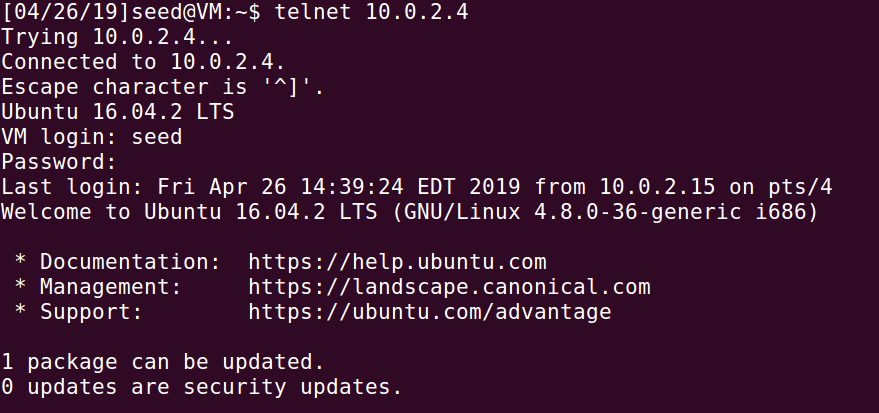 [04/26/19]seed@VM:~$ telnet 10.0.2.4
Trying 10.0.2.4...
Connected to 10.0.2.4.
Escape character is '^]'.
Ubuntu 16.04.2 LTS
VM login: seed
Password:
Last login: Fri Apr 26 14:39:24 EDT 2019 from 10.0.2.15 on pts/4
Welcome to Ubuntu 16.04.2 LTS (GNU/Linux 4.8.0-36-generic i686)

 * Documentation:  https://help.ubuntu.com
 * Management:     https://landscape.canonical.com
 * Support:        https://ubuntu.com/advantage

1 package can be updated.
0 updates are security updates.